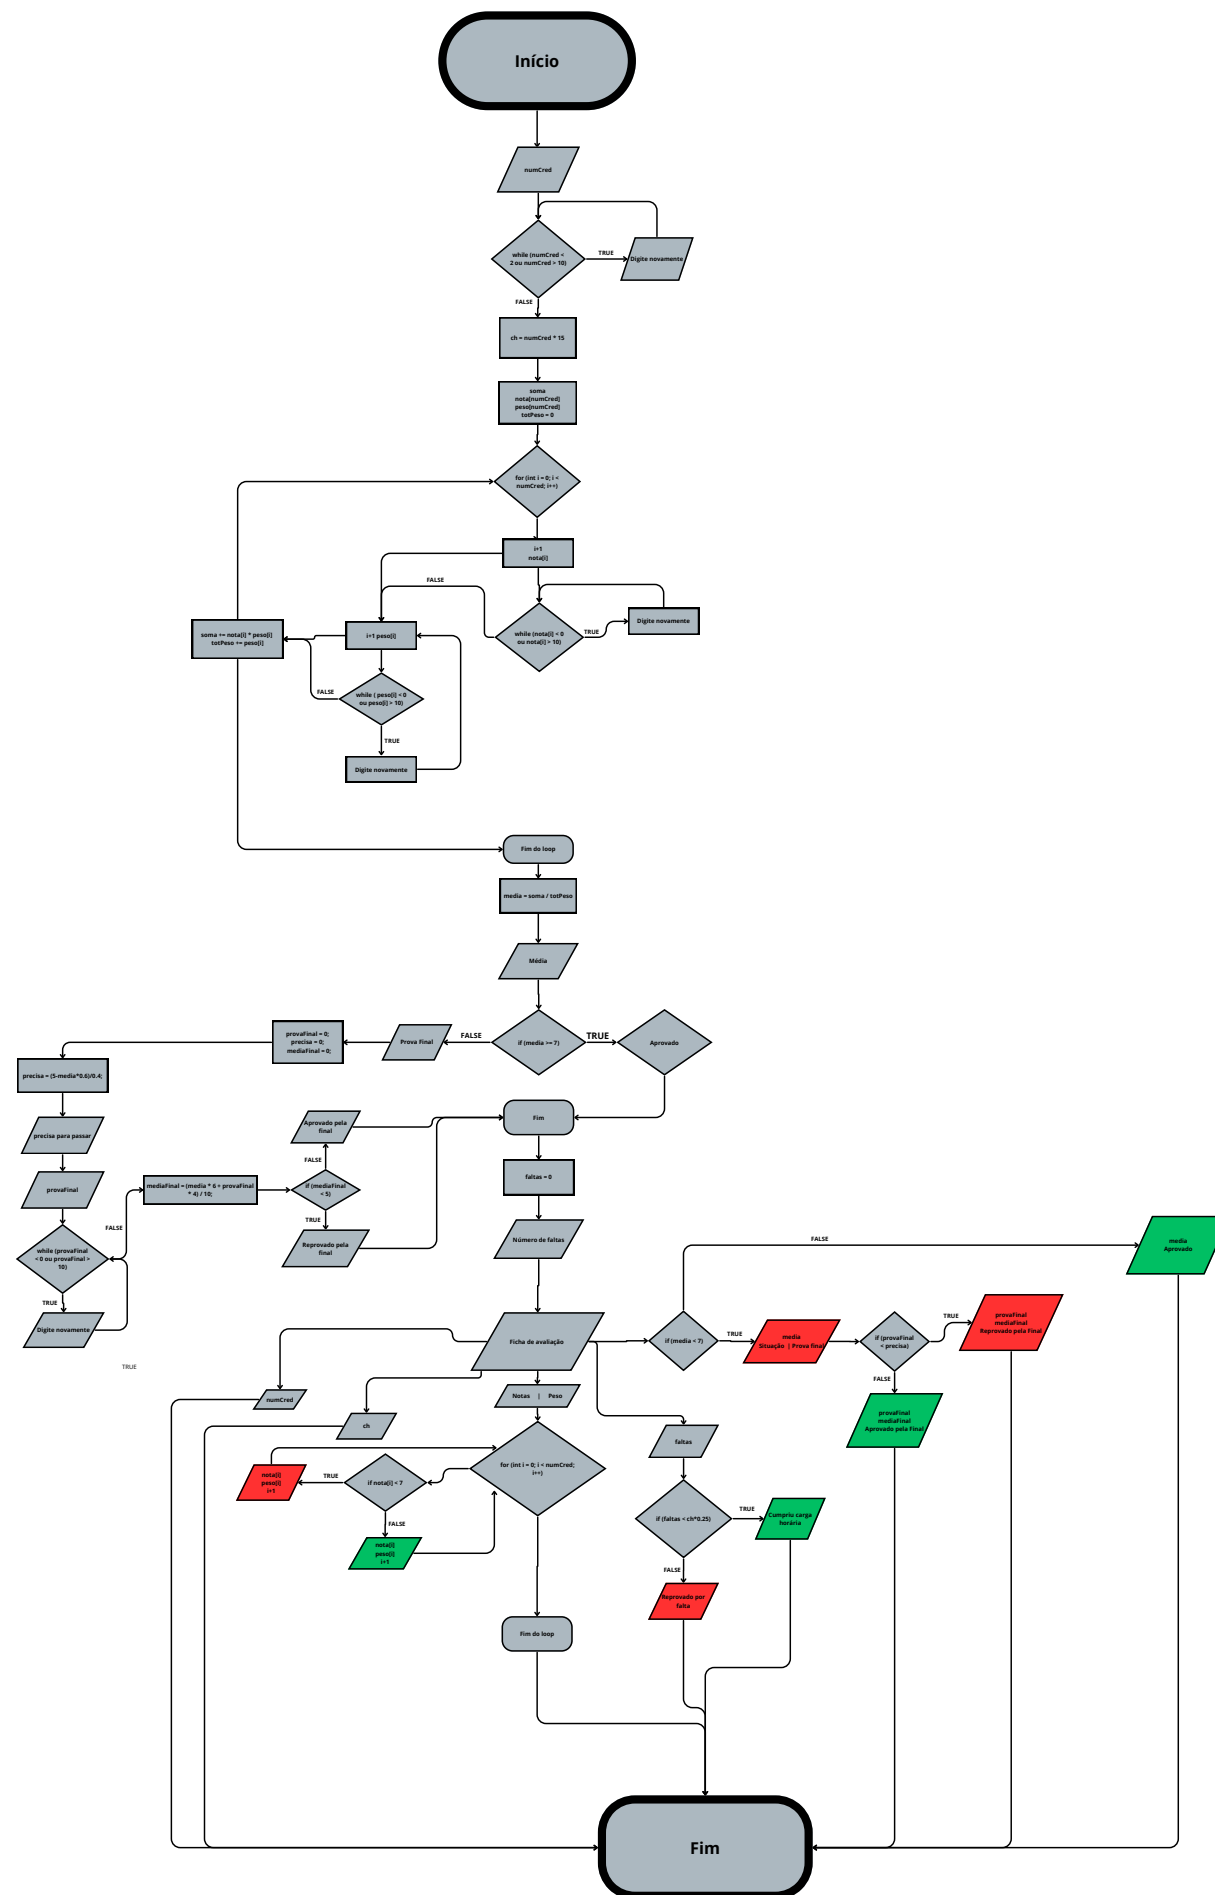 Início
numCred
while (numCred <
2 ou numCred > 10)
TRUE
Digite novamente
FALSE
ch = numCred * 15
soma
nota[numCred]
peso[numCred]
totPeso = 0
for (int i = 0; i <
numCred; i++)
i+1
nota[i]
FALSE
while (nota[i] < 0
ou nota[i] > 10)
TRUE
Digite novamente
soma += nota[i] * peso[i]
totPeso += peso[i]
i+1 peso[i]
FALSE
while ( peso[i] < 0
ou peso[i] > 10)
TRUE
Digite novamente
Fim do loop
media = soma / totPeso
Média
if (media >= 7)
TRUE
Aprovado
FALSE
Prova Final
provaFinal = 0;
precisa = 0;
mediaFinal = 0;
precisa = (5-media*0.6)/0.4;
precisa para passar
provaFinal
while (provaFinal
< 0 ou provaFinal >
10)
FALSE
TRUE
Digite novamente
TRUE
mediaFinal = (media * 6 + provaFinal
* 4) / 10;
if (mediaFinal
< 5)
FALSE
Aprovado pela
final
TRUE
Reprovado pela
final
Fim
faltas = 0
Número de faltas
Ficha de avaliação
numCred
ch
Notas | Peso
for (int i = 0; i < numCred;
i++)
if nota[i] < 7
TRUE
nota[i]
peso[i]
i+1
FALSE
nota[i]
peso[i]
i+1
Fim do loop
faltas
if (faltas < ch*0.25)
TRUE
Cumpriu carga
horária
FALSE
Reprovado por
falta
if (media < 7)
FALSE
media
Aprovado
TRUE
media
Situação | Prova final
if (provaFinal
< precisa)
TRUE
provaFinal
mediaFinal
Reprovado pela Final
FALSE
provaFinal
mediaFinal
Aprovado pela Final
Fim